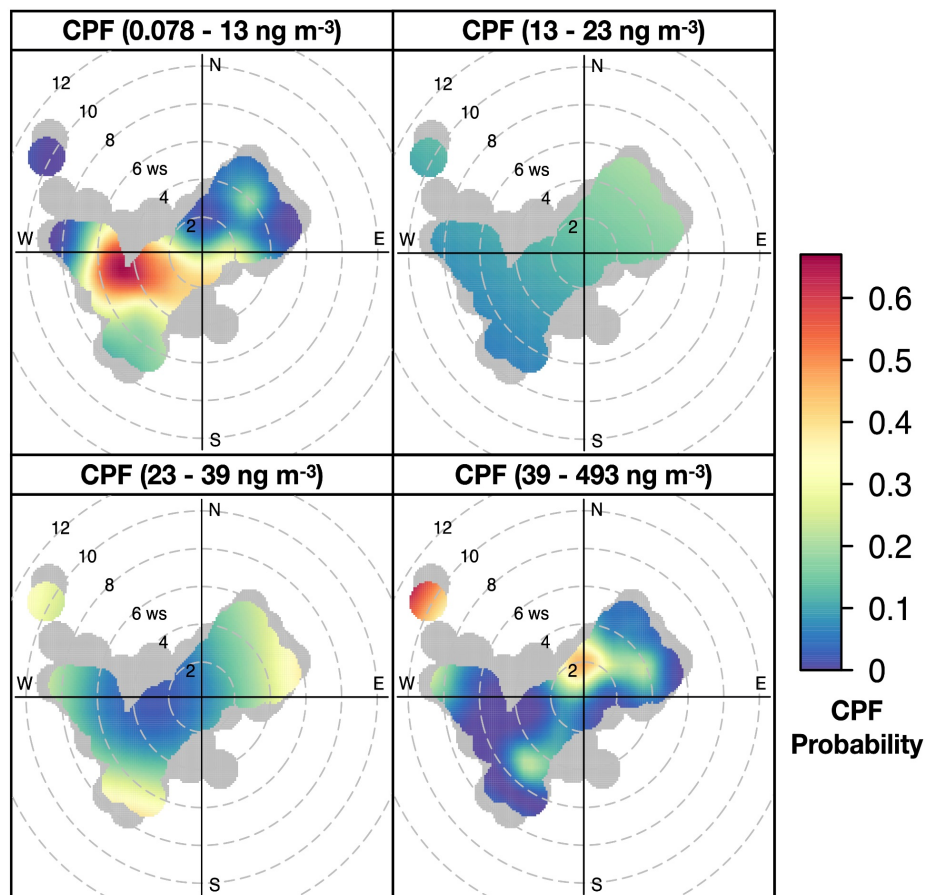 CPF (0.078 - 13 ng m-3)
CPF (13 - 23 ng m-3)
N
12
10
8
6 ws
4
2
W
E
S
N
12
10
8
6 ws
4
2
W
E
S
CPF (23 - 39 ng m-3)
CPF (39 - 493 ng m-3)
N
12
10
8
6 ws
4
2
W
E
S
N
12
10
8
6 ws
4
2
W
E
S
0.6
0.5
0.4
0.3
0.2
0.1
0
CPF
Probability